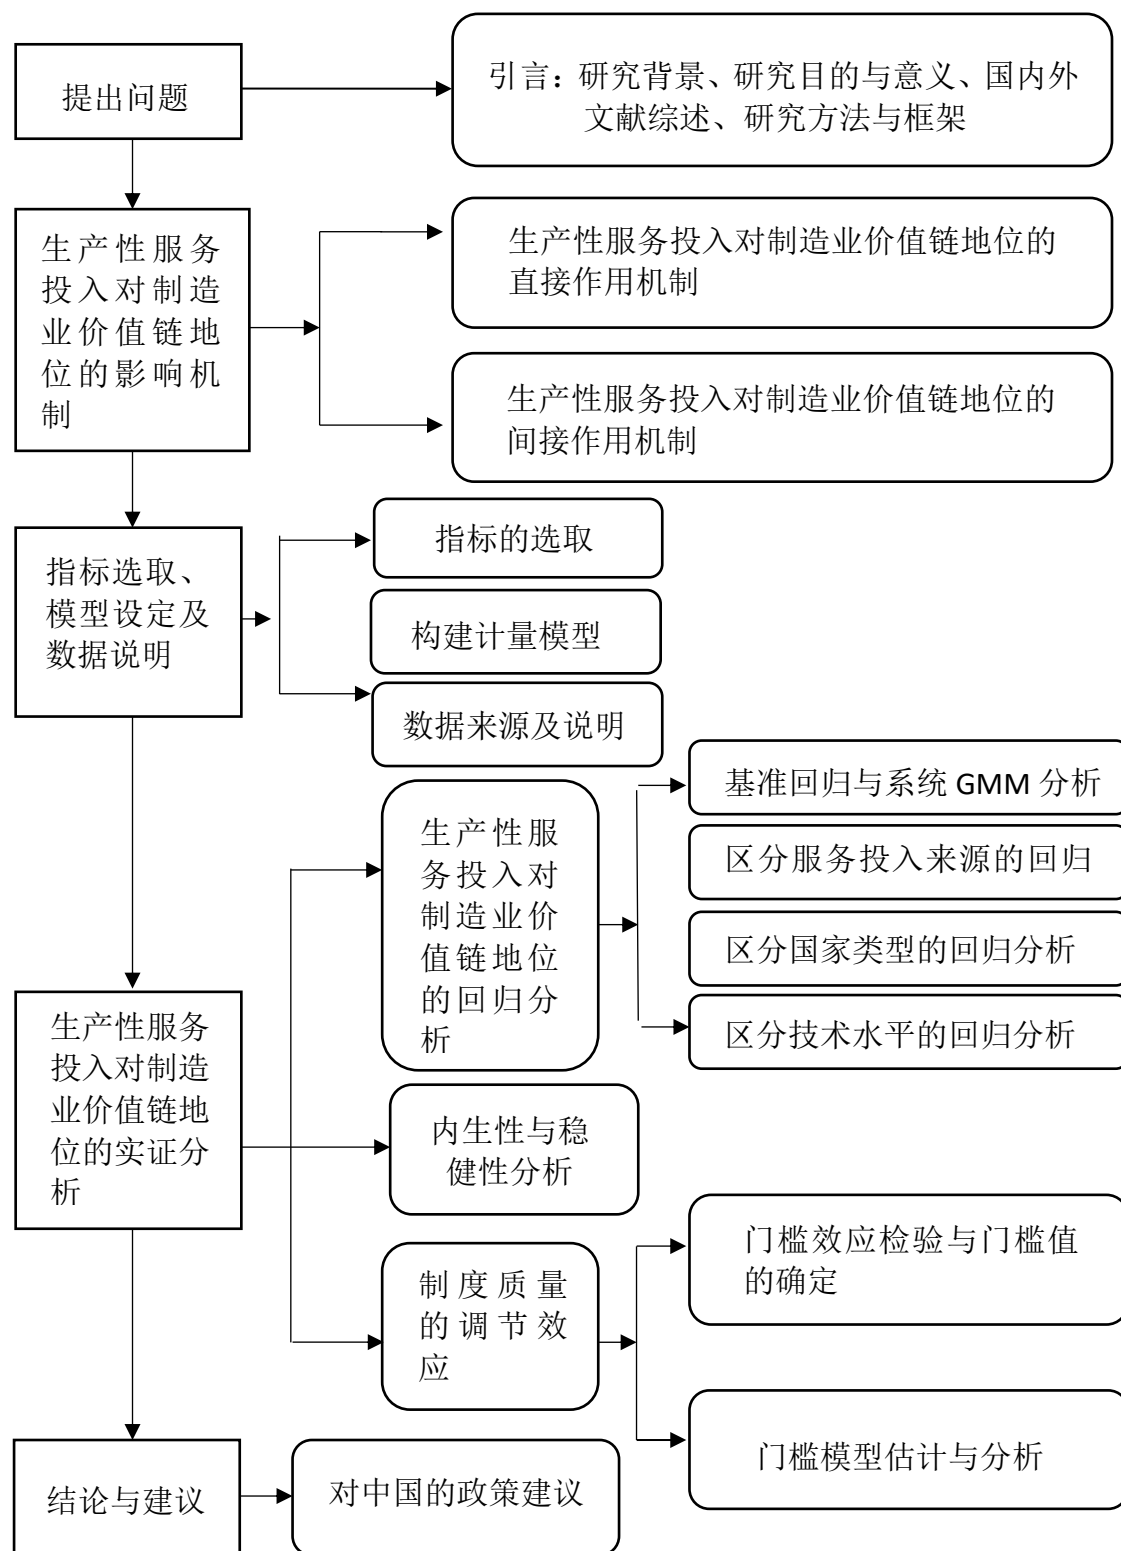 提出问题
引言：研究背景、研究目的与意义、国内外
文献综述、研究方法与框架
生产性服务
投入对制造
业价值链地
位的影响机
制
生产性服务投入对制造业价值链地位的
直接作用机制
生产性服务投入对制造业价值链地位的
间接作用机制
指标选取、
模型设定及
数据说明
指标的选取
构建计量模型
数据来源及说明
生产性服务
投入对制造
业价值链地
位的实证分
析
生产性服
务投入对
制造业价
值链地位
的回归分
析
基准回归与系统 GMM 分析
区分服务投入来源的回归
区分国家类型的回归分析
区分技术水平的回归分析
内生性与稳
健性分析
制度质量
的调节效
应
门槛效应检验与门槛值
的确定
门槛模型估计与分析
结论与建议
对中国的政策建议